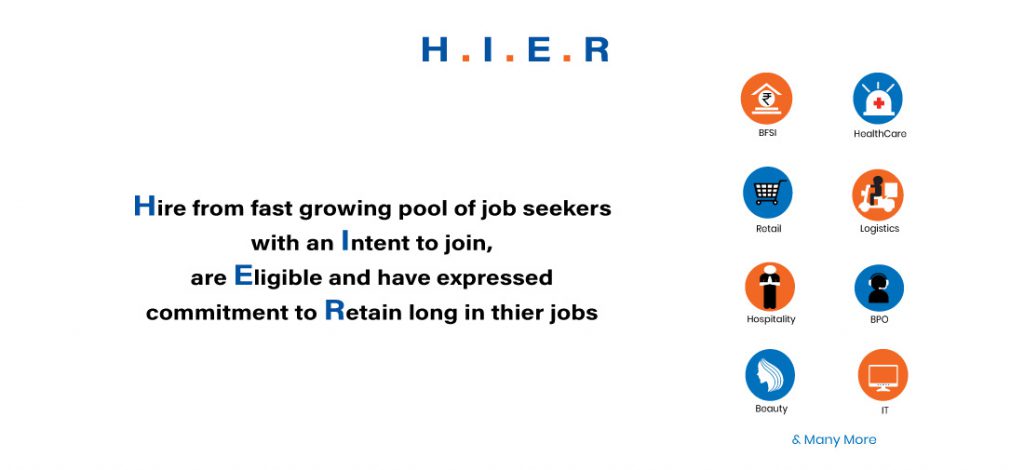 H.I.E.R
Hire from fast growing pool of job seekers
with an Intent to join,
are Eligible and have expressed
commitment to Retain long in thier jobs
₹
BFSI
HealthCare
Retail
Logistics
Hospitality
BPO
Beauty
IT
& Many More